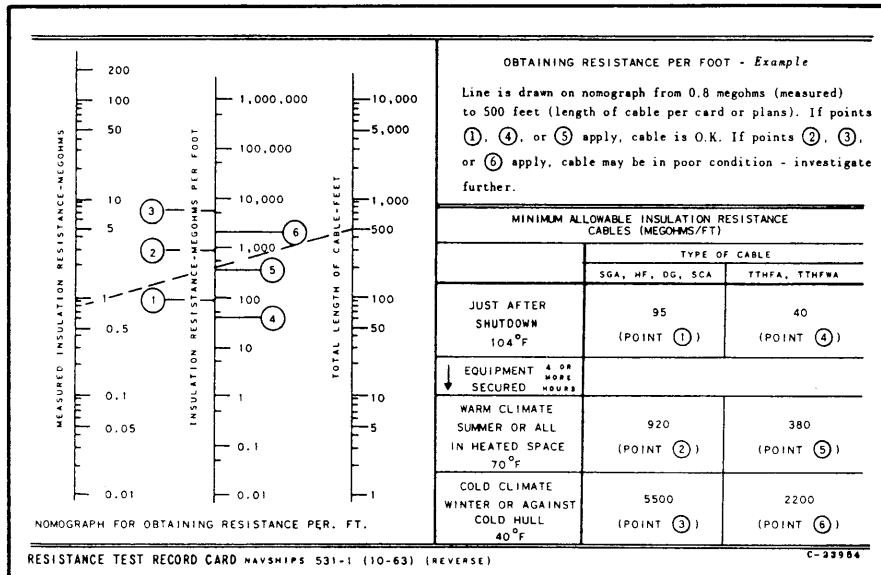 MEASURED INSULATION RESISTANCE-MEGOHMS
200
100
50
10
5
1
0.5
0.1
0.05
0.01
INSULATION RESISTANCE-MEGOHMS PER FOOT
1,000,000
100,000
10,000
1,000
100
10
1
0.1
0.01
TOTAL LENGTH OF CABLE-FEET
10,000
5,000
1,000
500
100
50
10
5
1
3
2
1
6
5
4
NOMOGRAPH FOR OBTAINING RESISTANCE PER. FT.
OBTAINING RESISTANCE PER FOOT - Example
Line is drawn on nomograph from 0.8 megohms (measured)
to 500 feet (length of cable per card or plans). If points
①, ④, or ⑤ apply, cable is O.K. If points ②, ③,
or ⑥ apply, cable may be in poor condition - investigate
further.
MINIMUM ALLOWABLE INSULATION RESISTANCE
CABLES (MEGOHMS/FT)
TYPE OF CABLE
SGA, HF, DG, SCA
TTHFA, TTHFWA
JUST AFTER
SHUTDOWN
104°F
95
(POINT ①)
40
(POINT ④)
EQUIPMENT
SECURED
4 OR
MORE
HOURS
WARM CLIMATE
SUMMER OR ALL
IN HEATED SPACE
70°F
920
(POINT ②)
380
(POINT ⑤)
COLD CLIMATE
WINTER OR AGAINST
COLD HULL
40°F
5500
(POINT ③)
2200
(POINT ⑥)
RESISTANCE TEST RECORD CARD NAVSHIPS 531-1 (10-63) (REVERSE)
C-23984